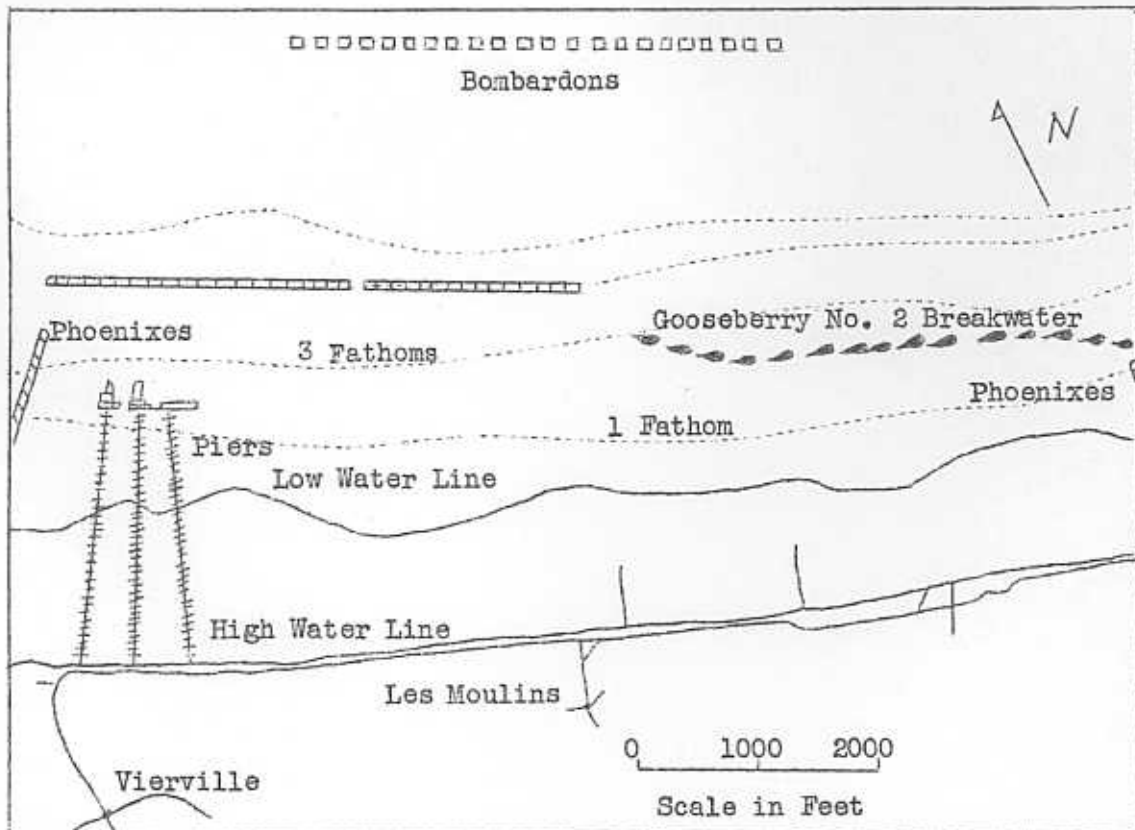 Bombardons
N
Phoenixes
Gooseberry No. 2 Breakwater
3 Fathoms
Phoenixes
1 Fathom
Piers
Low Water Line
High Water Line
Les Moulins
0 1000 2000
Vierville
Scale in Feet